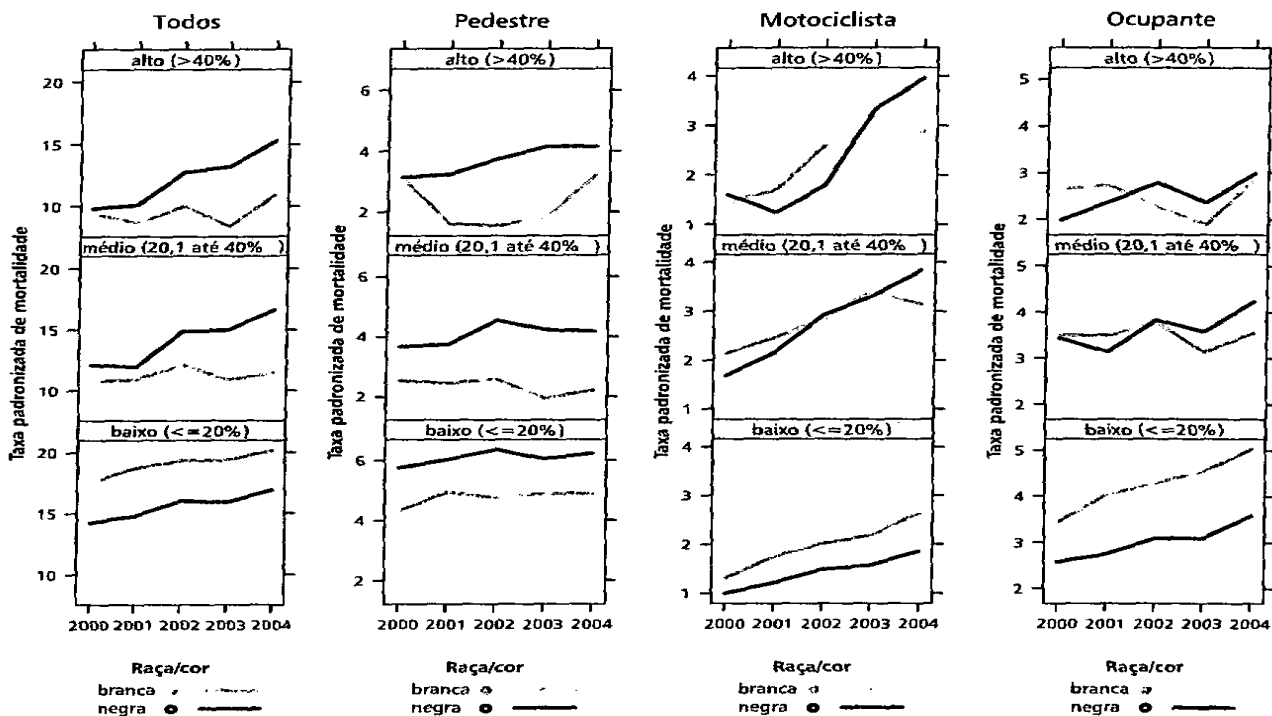 Todos
Pedestre
Motociclista
Ocupante
alto (>40%)
alto (>40%)
alto (>40%)
alto (>40%)
20
15
10
6
4
2
4
3
2
1
5
4
3
2
médio (20,1 até 40% )
médio (20,1 até 40% )
médio (20,1 até 40% )
médio (20,1 até 40% )
20
15
10
6
4
2
4
3
2
1
5
4
3
2
baixo (<=20%)
baixo (<=20%)
baixo (<=20%)
baixo (<=20%)
20
15
10
6
4
2
4
3
2
1
5
4
3
2
Taxa padronizada de mortalidade
Taxa padronizada de mortalidade
Taxa padronizada de mortalidade
Taxa padronizada de mortalidade
2000 2001 2002 2003 2004
2000 2001 2002 2003 2004
2000 2001 2002 2003 2004
2000 2001 2002 2003 2004
Raça/cor
branca
negra
Raça/cor
branca
negra
Raça/cor
branca
negra
Raça/cor
branca
negra